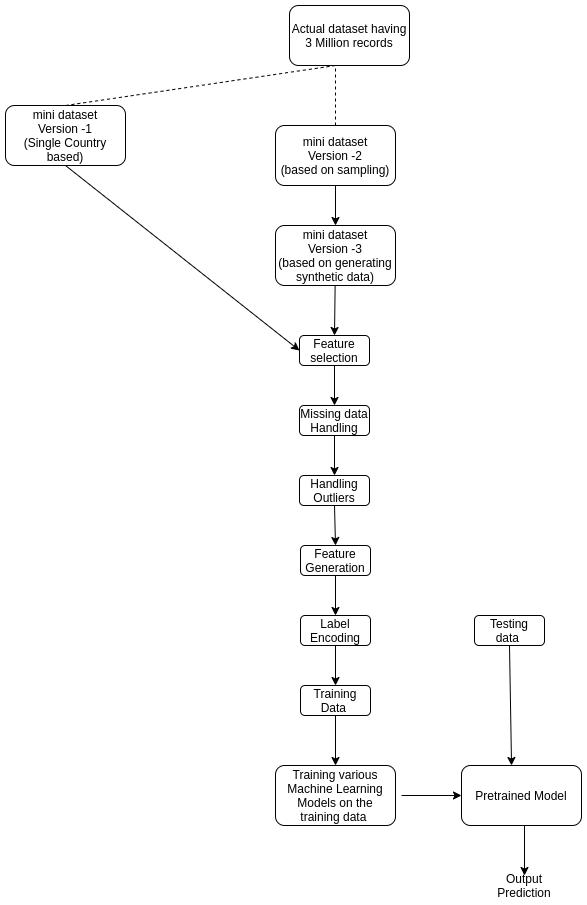 Actual dataset having
3 Million records
mini dataset
Version -1
(Single Country
based)
mini dataset
Version -2
(based on sampling)
mini dataset
Version -3
(based on generating
synthetic data)
Feature
selection
Missing data
Handling
Handling
Outliers
Feature
Generation
Label
Encoding
Testing
data
Training
Data
Training various
Machine Learning
Models on the
training data
Pretrained Model
Output
Prediction